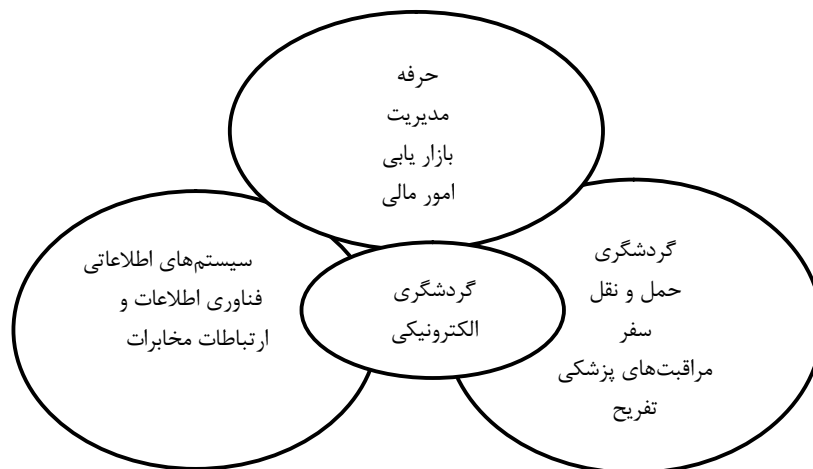 حرفه
مدیریت
بازار یابی
امور مالی
گردشگری
حمل و نقل
سفر
مراقبت‌های پزشکی
تفریح
گردشگری
الکترونیکی
سیستم‌های اطلاعاتی
فناوری اطلاعات و
ارتباطات مخابرات